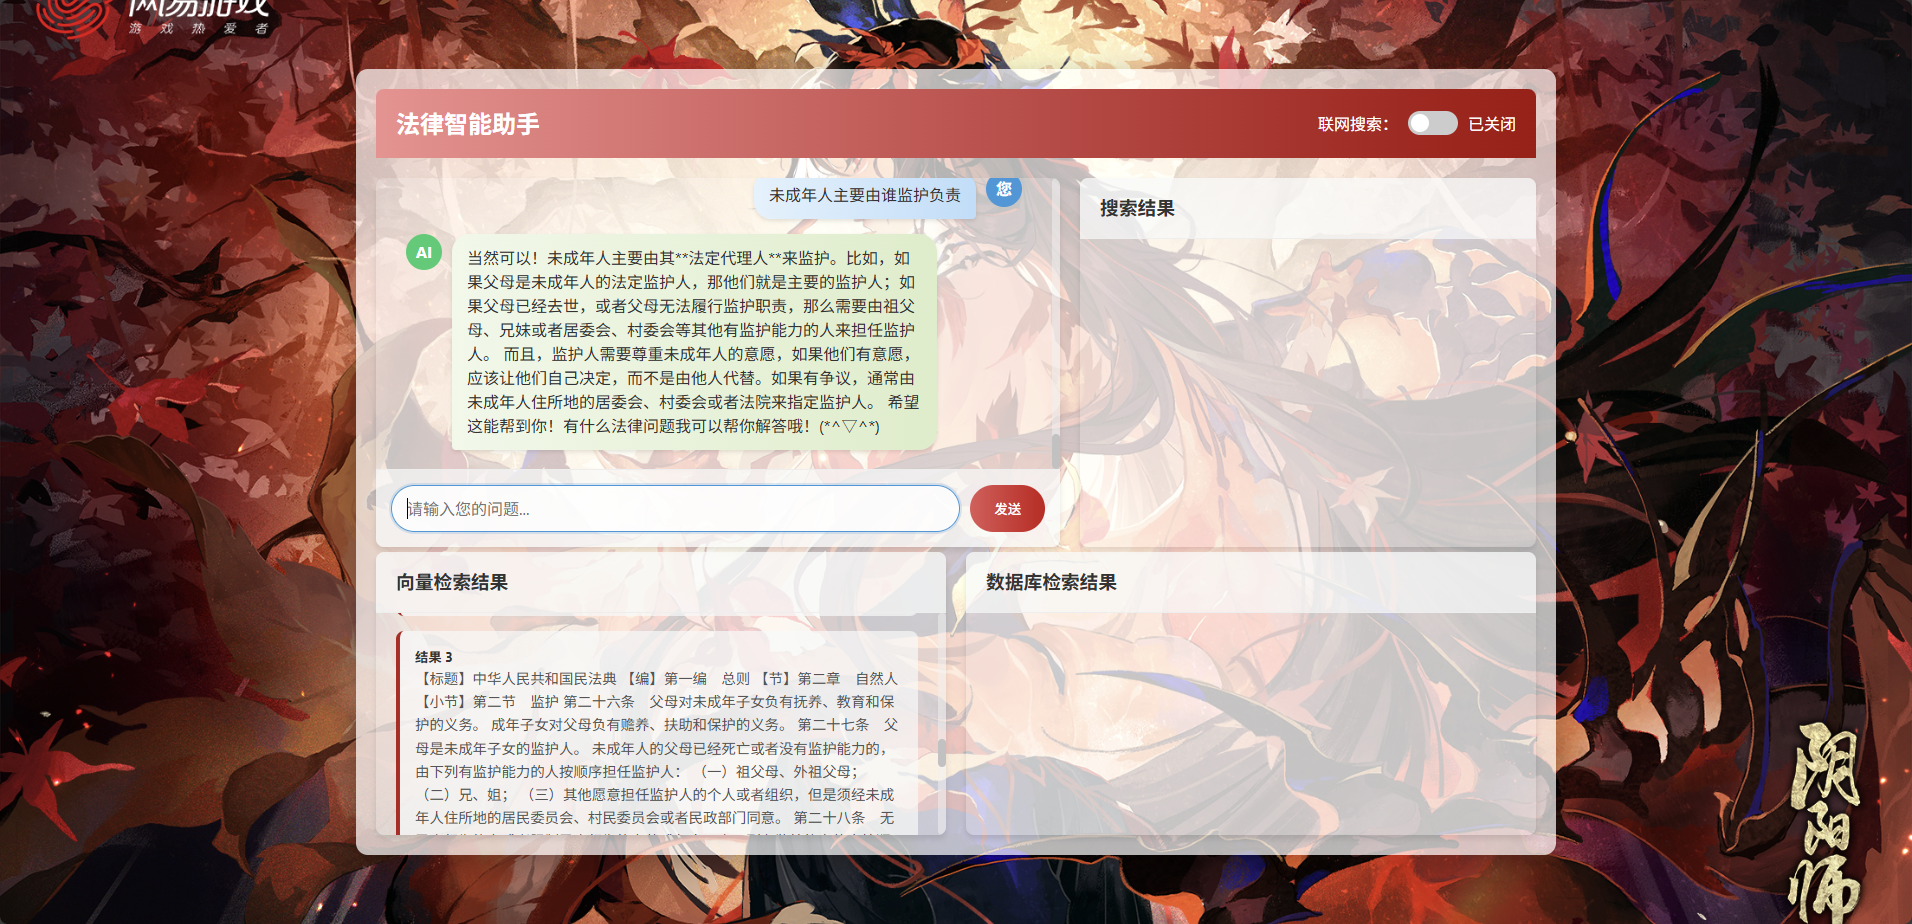 网易游戏
游戏热爱者
法律智能助手
联网搜索：
已关闭
未成年人主要由谁监护负责
您
AI
当然可以！未成年人主要由其**法定代理人**来监护。比如，如
果父母是未成年人的法定监护人，那他们就是主要的监护人；如
果父母已经去世，或者父母无法履行监护职责，那么需要由祖父
母、兄妹或者居委会、村委会等其他有监护能力的人来担任监护
人。 而且，监护人需要尊重未成年人的意愿，如果他们有意愿，
应该让他们自己决定，而不是由他人代替。如果有争议，通常由
未成年人住所地的居委会、村委会或者法院来指定监护人。 希望
这能帮到你！有什么法律问题我可以帮你解答哦！(*^▽^*)
请输入您的问题...
发送
搜索结果
向量检索结果
结果 3
【标题】中华人民共和国民法典 【编】第一编　总则 【节】第二章　自然人
【小节】第二节　监护 第二十六条　父母对未成年子女负有抚养、教育和保
护的义务。 成年子女对父母负有赡养、扶助和保护的义务。 第二十七条　父
母是未成年子女的监护人。 未成年人的父母已经死亡或者没有监护能力的，
由下列有监护能力的人按顺序担任监护人： （一）祖父母、外祖父母；
（二）兄、姐； （三）其他愿意担任监护人的个人或者组织，但是须经未成
年人住所地的居民委员会、村民委员会或者民政部门同意。 第二十八条　无
数据库检索结果
阴阳师